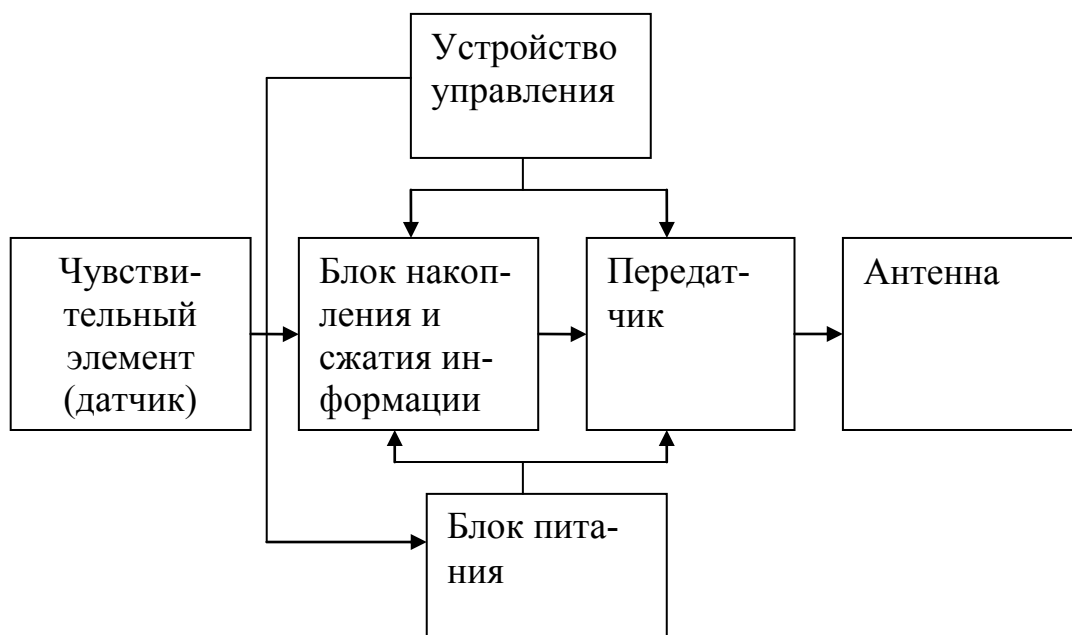 Устройство
управления
Чувстви-
тельный
элемент
(датчик)
Блок накоп-
ления и
сжатия ин-
формации
Передат-
чик
Антенна
Блок пита-
ния